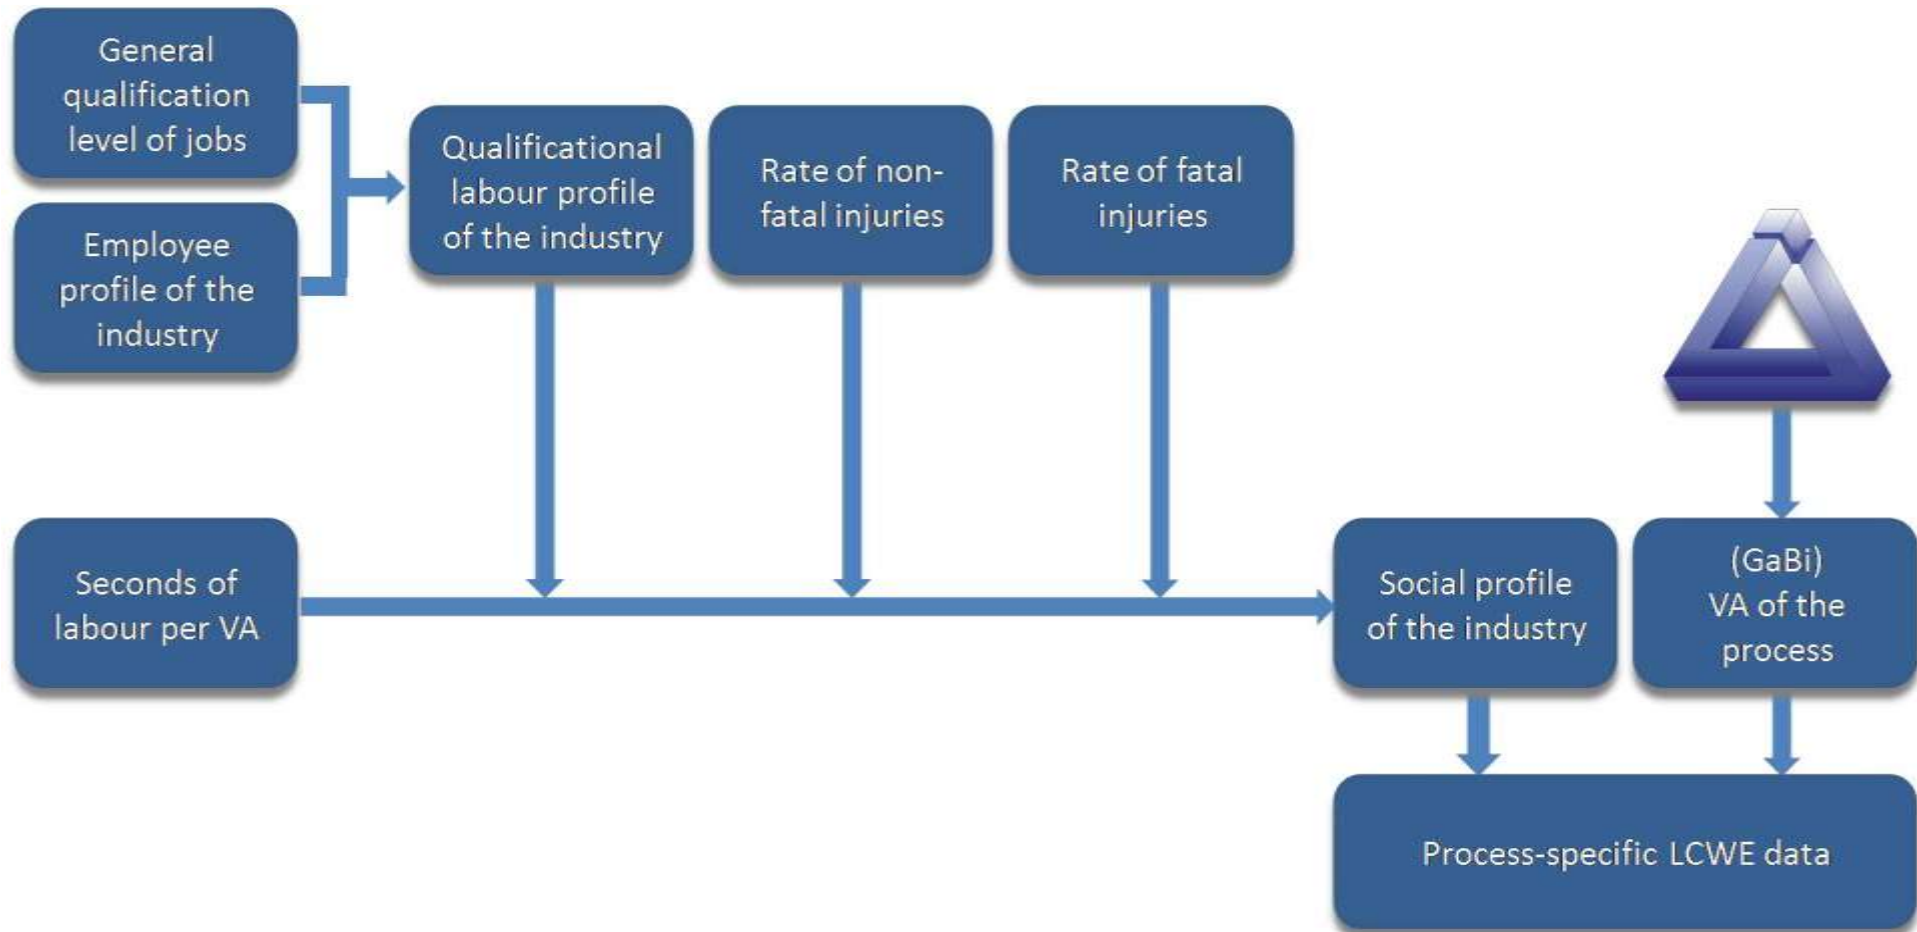 General
qualification
level of jobs
Employee
profile of the
industry
Qualificational
labour profile
of the industry
Rate of non-
fatal injuries
Rate of fatal
injuries
Seconds of
labour per VA
Social profile
of the industry
(GaBi)
VA of the
process
Process-specific LCWE data